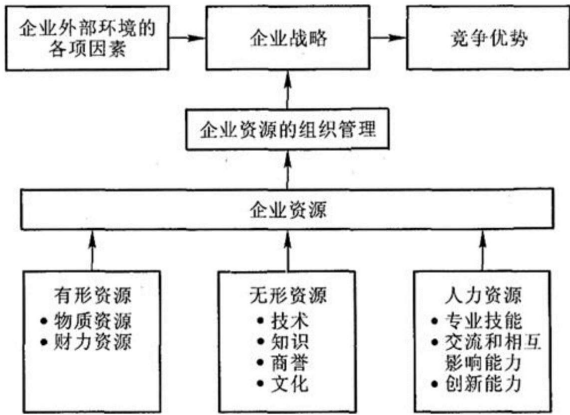 企业外部环境的
各项因素
企业战略
竞争优势
企业资源的组织管理
企业资源
有形资源
• 物质资源
• 财力资源
无形资源
• 技术
• 知识
• 商誉
• 文化
人力资源
• 专业技能
• 交流和相互
影响能力
• 创新能力